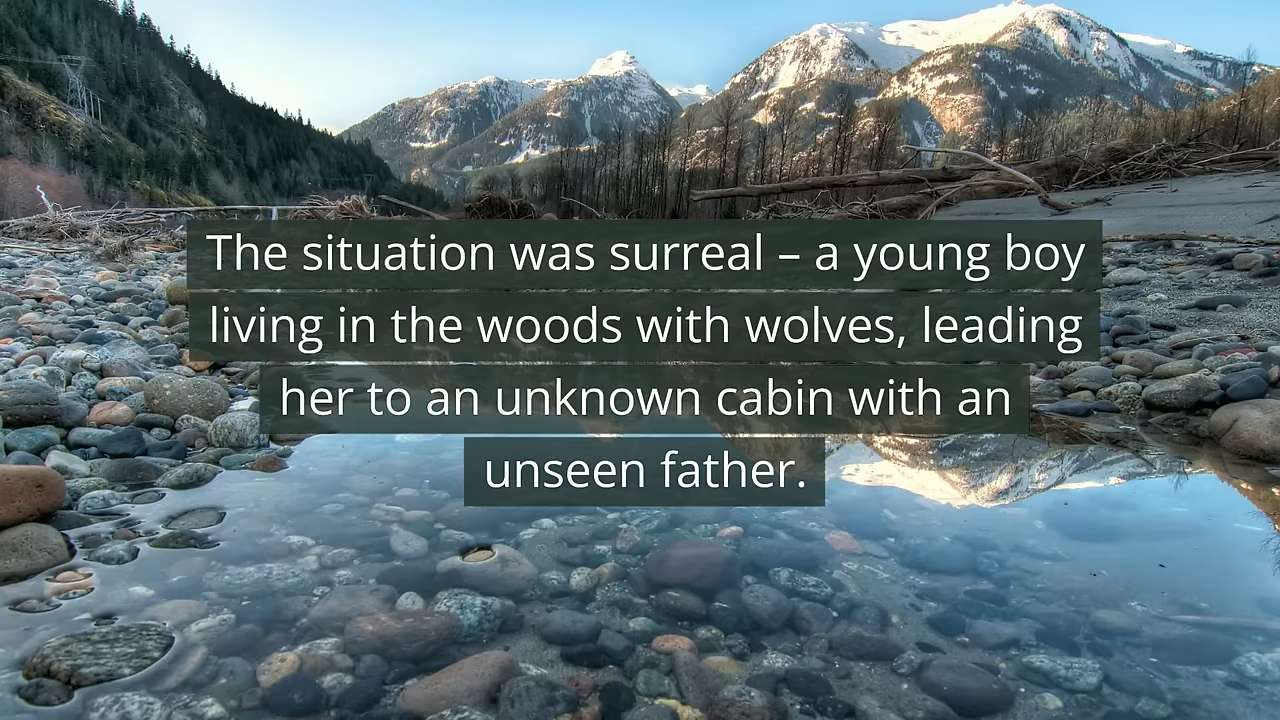 The situation was surreal – a young boy
living in the woods with wolves, leading
her to an unknown cabin with an
unseen father.